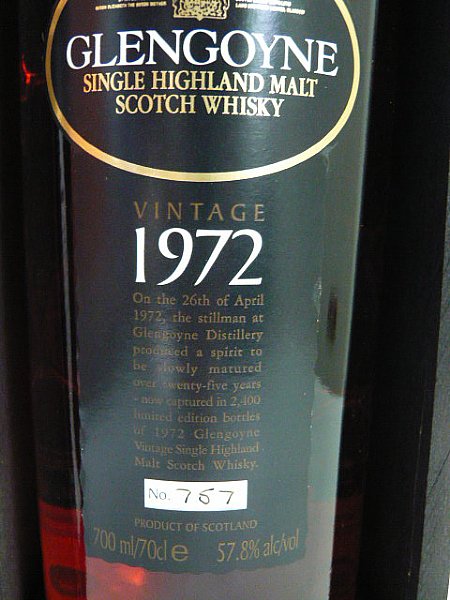 GLENGOYNE
SINGLE HIGHLAND MALT
SCOTCH WHISKY
VINTAGE
1972
On the 26th of April
1972, the stillman at
Glengoyne Distillery
produced a spirit to
be slowly matured
over twenty-five years
- now captured in 2,400
limited edition bottles
of 1972 Glengoyne
Vintage Single Highland
Malt Scotch Whisky.
No. 757
PRODUCT OF SCOTLAND
700 ml/70cl e 57.8% alc/vol